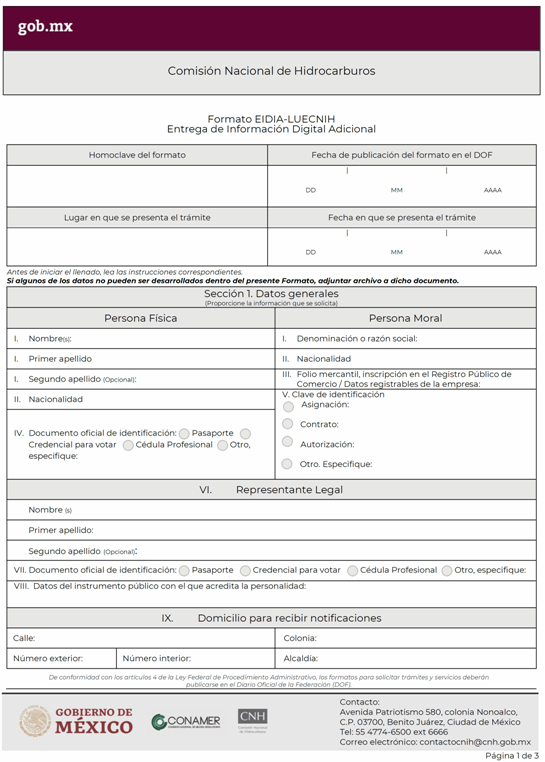 gob.mx
Comisión Nacional de Hidrocarburos
Formato EIDIA-LUECNIH
Entrega de Información Digital Adicional
Homoclave del formato
Fecha de publicación del formato en el DOF
DD MM AAAA
Lugar en que se presenta el trámite
Fecha en que se presenta el trámite
DD MM AAAA
Antes de iniciar el llenado, lea las instrucciones correspondientes.
Si algunos de los datos no pueden ser desarrollados dentro del presente Formato, adjuntar archivo a dicho documento.
Sección 1. Datos generales
(Proporcione la información que se solicita)
Persona Física
I. Nombre(s):
I. Primer apellido
I. Segundo apellido (Opcional):
II. Nacionalidad
IV. Documento oficial de identificación: Pasaporte
Credencial para votar Cédula Profesional Otro,
especifique:
Persona Moral
I. Denominación o razón social:
II. Nacionalidad
III. Folio mercantil, inscripción en el Registro Público de
Comercio / Datos registrables de la empresa:
V. Clave de identificación
Asignación:
Contrato:
Autorización:
Otro. Especifique:
VI. Representante Legal
Nombre (s)
Primer apellido:
Segundo apellido (Opcional):
VII. Documento oficial de identificación: Pasaporte Credencial para votar Cédula Profesional Otro, especifique:
VIII. Datos del instrumento público con el que acredita la personalidad:
IX. Domicilio para recibir notificaciones
Calle:
Colonia:
Número exterior:
Número interior:
Alcaldía:
De conformidad con los artículos 4 de la Ley Federal de Procedimiento Administrativo, los formatos para solicitar trámites y servicios deberán
publicarse en el Diario Oficial de la Federación (DOF).
GOBIERNO DE
MÉXICO
CONAMER
CNH
Comisión Nacional
de Hidrocarburos
Contacto:
Avenida Patriotismo 580, colonia Nonoalco,
C.P. 03700, Benito Juárez, Ciudad de México
Tel: 55 4774-6500 ext 6666
Correo electrónico: contactocnih@cnh.gob.mx
Página 1 de 3